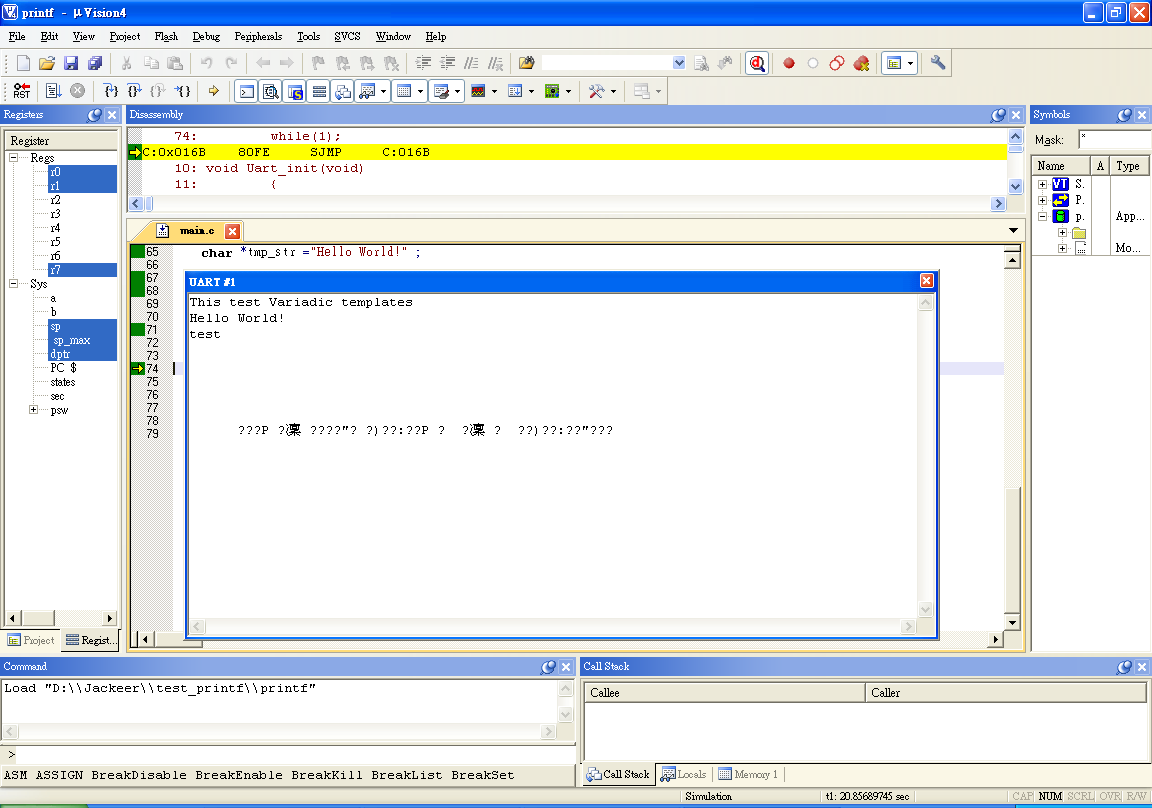 printf - µVision4
File Edit View Project Flash Debug Peripherals Tools SVCS Window Help
RST
Registers
Register
Regs
r0
r1
r2
r3
r4
r5
r6
r7
Sys
a
b
sp
sp_max
dptr
PC $
states
sec
psw
Project Regist...
Disassembly
74: while(1);
C:0x016B 80FE SJMP C:016B
10: void Uart_init(void)
11: {
main.c
65 char *tmp_str ="Hello World!" ;
66
67
68
69
70
71
72
73
74
75
76
77
78
79
UART #1
This test Variadic templates
Hello World!
test
Symbols
Mask: *
Name A Type
VT S.
P.
p. App...
Mo...
Command
Load "D:\\Jackeer\\test_printf\\printf"
>
ASM ASSIGN BreakDisable BreakEnable BreakKill BreakList BreakSet
Call Stack
Callee Caller
Call Stack Locals Memory 1
Simulation t1: 20.85689745 sec CAP NUM SCRL OVR R/W